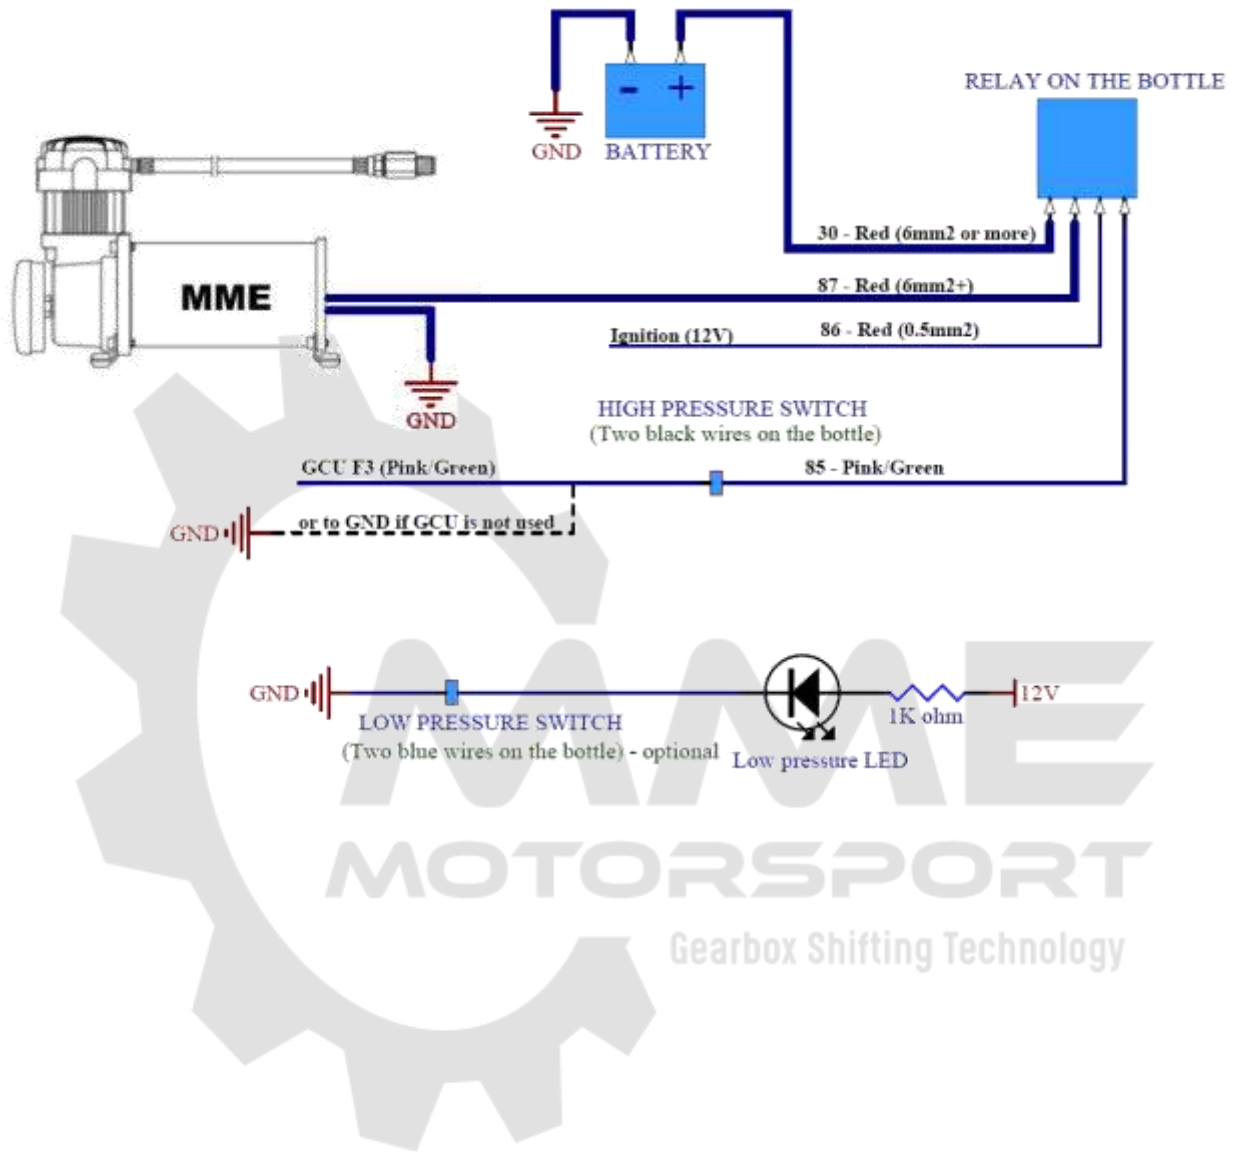 RELAY ON THE BOTTLE
- +
GND
BATTERY
30 - Red (6mm2 or more)
87 - Red (6mm2+)
MME
86 - Red (0.5mm2)
Ignition (12V)
GND
HIGH PRESSURE SWITCH
(Two black wires on the bottle)
GCU F3 (Pink/Green)
85 - Pink/Green
GND
or to GND if GCU is not used
GND
12V
LOW PRESSURE SWITCH
1K ohm
(Two blue wires on the bottle) - optional
Low pressure LED
MME
MOTORSPORT
Gearbox Shifting Technology